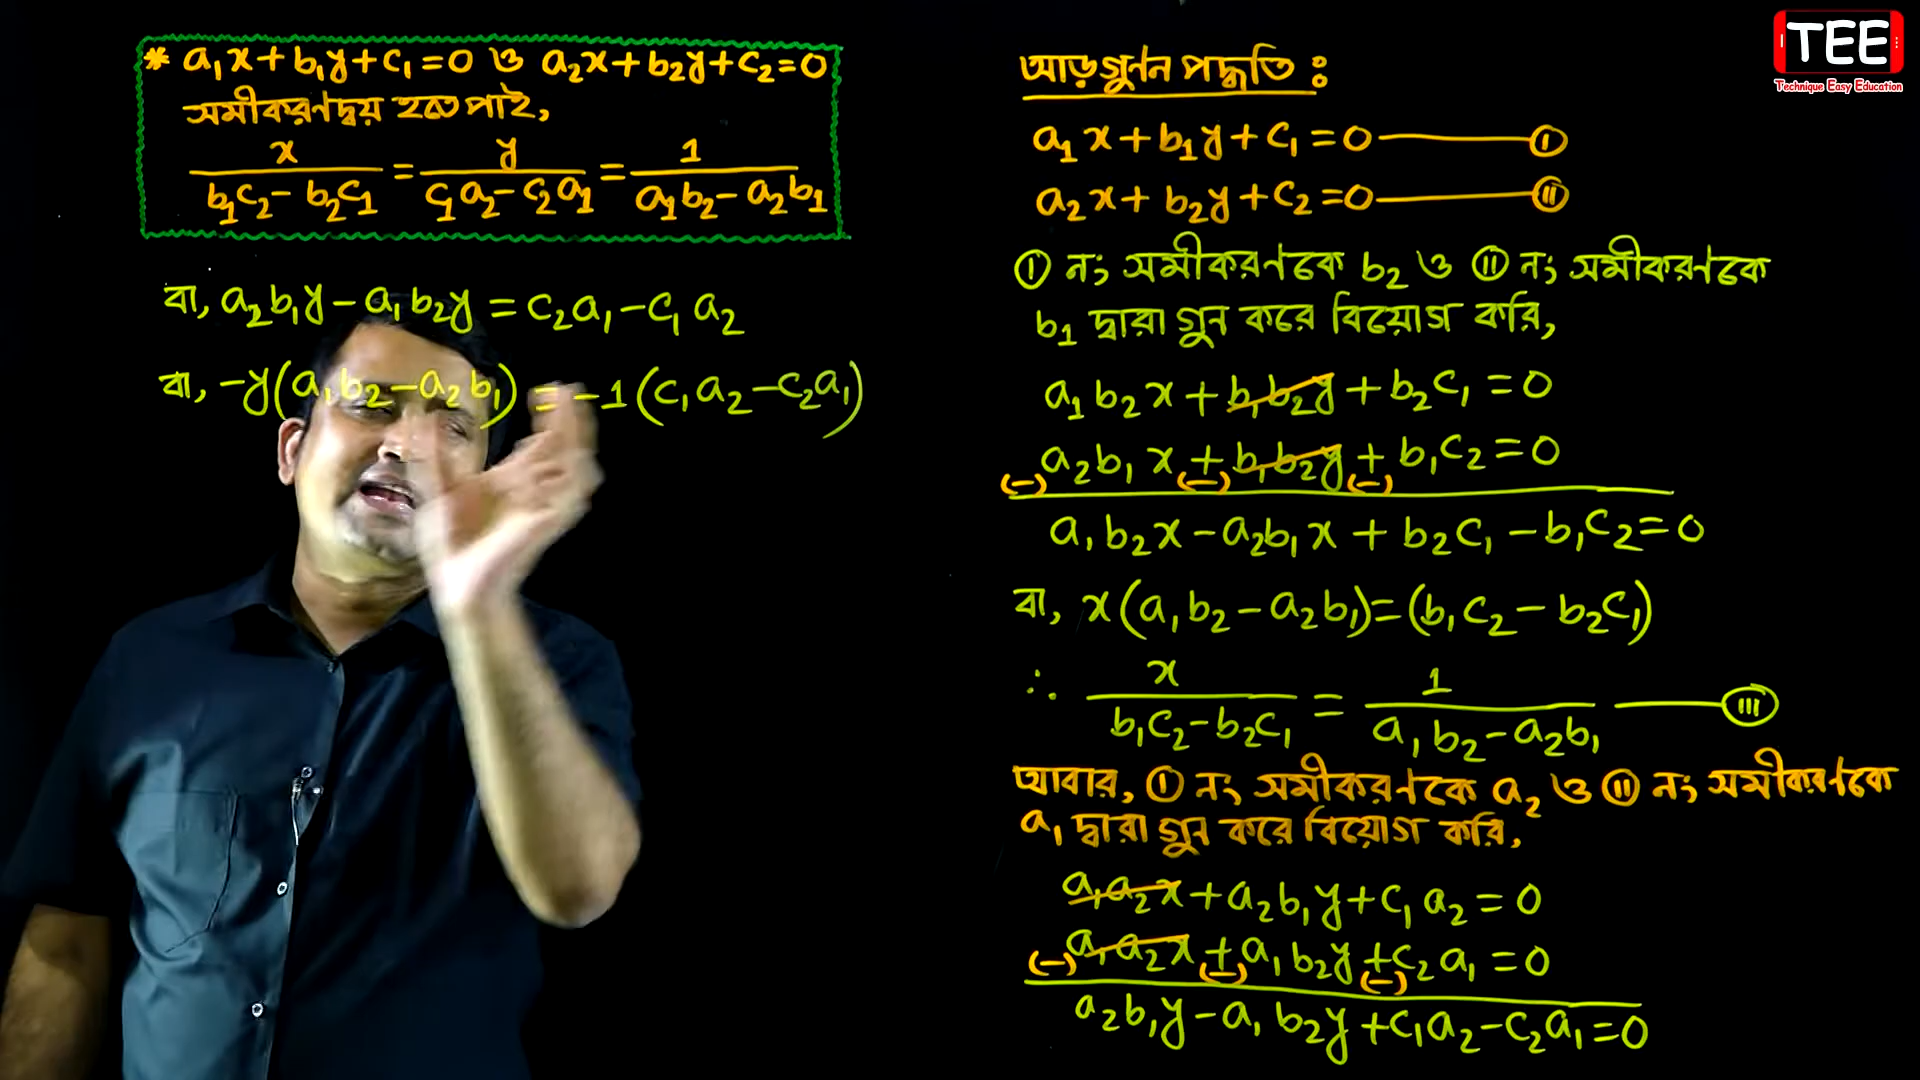 * a₁x+b₁y+c₁=0 ও a₂x+b₂y+c₂=0
সমীকরণদ্বয় হতে পাই,
x/(b₁c₂-b₂c₁) = y/(c₁a₂-c₂a₁) = 1/(a₁b₂-a₂b₁)
বা, a₂b₁y-a₁b₂y = c₂a₁-c₁a₂
বা, -y(a₁b₂-a₂b₁) = -1(c₁a₂-c₂a₁)
আড়গুণন পদ্ধতি :
a₁x+b₁y+c₁=0 — (i)
a₂x+b₂y+c₂=0 — (ii)
(i) নং সমীকরণকে b₂ ও (ii) নং সমীকরণকে
b₁ দ্বারা গুন করে বিয়োগ করি,
a₁b₂x+b₁b₂y+b₂c₁=0
a₂b₁x+b₁b₂y+b₁c₂=0
(-) (-) (-)
a₁b₂x-a₂b₁x+b₂c₁-b₁c₂=0
বা, x(a₁b₂-a₂b₁)=(b₁c₂-b₂c₁)
∴ x/(b₁c₂-b₂c₁) = 1/(a₁b₂-a₂b₁) — (iii)
আবার, (i) নং সমীকরণকে a₂ ও (ii) নং সমীকরণকে
a₁ দ্বারা গুন করে বিয়োগ করি,
a₁a₂x+a₂b₁y+c₁a₂=0
a₁a₂x+a₁b₂y+c₂a₁=0
(-) (-) (-)
a₂b₁y-a₁b₂y+c₁a₂-c₂a₁=0
TEE
Technique Easy Education